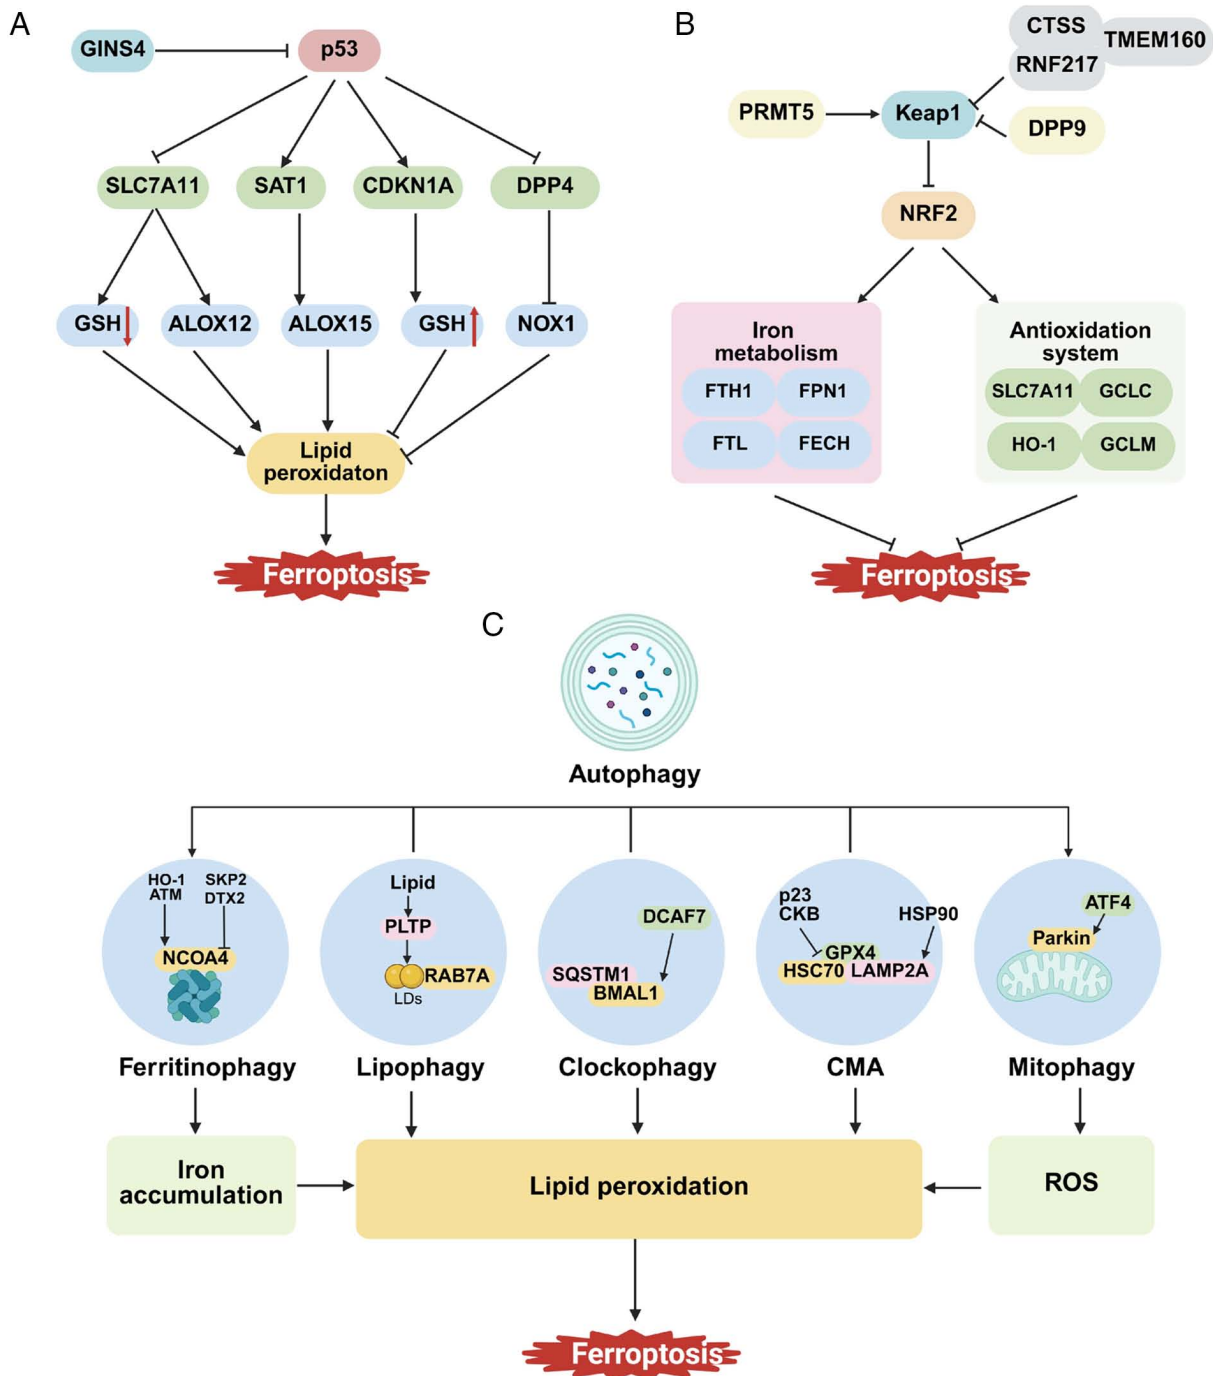 A
GINS4
p53
SLC7A11
SAT1
CDKN1A
DPP4
GSH
ALOX12
ALOX15
GSH
NOX1
Lipid
peroxidaton
Ferroptosis
B
CTSS
TMEM160
RNF217
PRMT5
Keap1
DPP9
NRF2
Iron
metabolism
FTH1
FPN1
FTL
FECH
Antioxidation
system
SLC7A11
GCLC
HO-1
GCLM
Ferroptosis
C
Autophagy
HO-1
ATM
SKP2
DTX2
NCOA4
Ferritinophagy
Lipid
PLTP
RAB7A
LDs
Lipophagy
DCAF7
SQSTM1
BMAL1
Clockophagy
p23
CKB
HSP90
GPX4
HSC70
LAMP2A
CMA
ATF4
Parkin
Mitophagy
Iron
accumulation
Lipid peroxidation
ROS
Ferroptosis